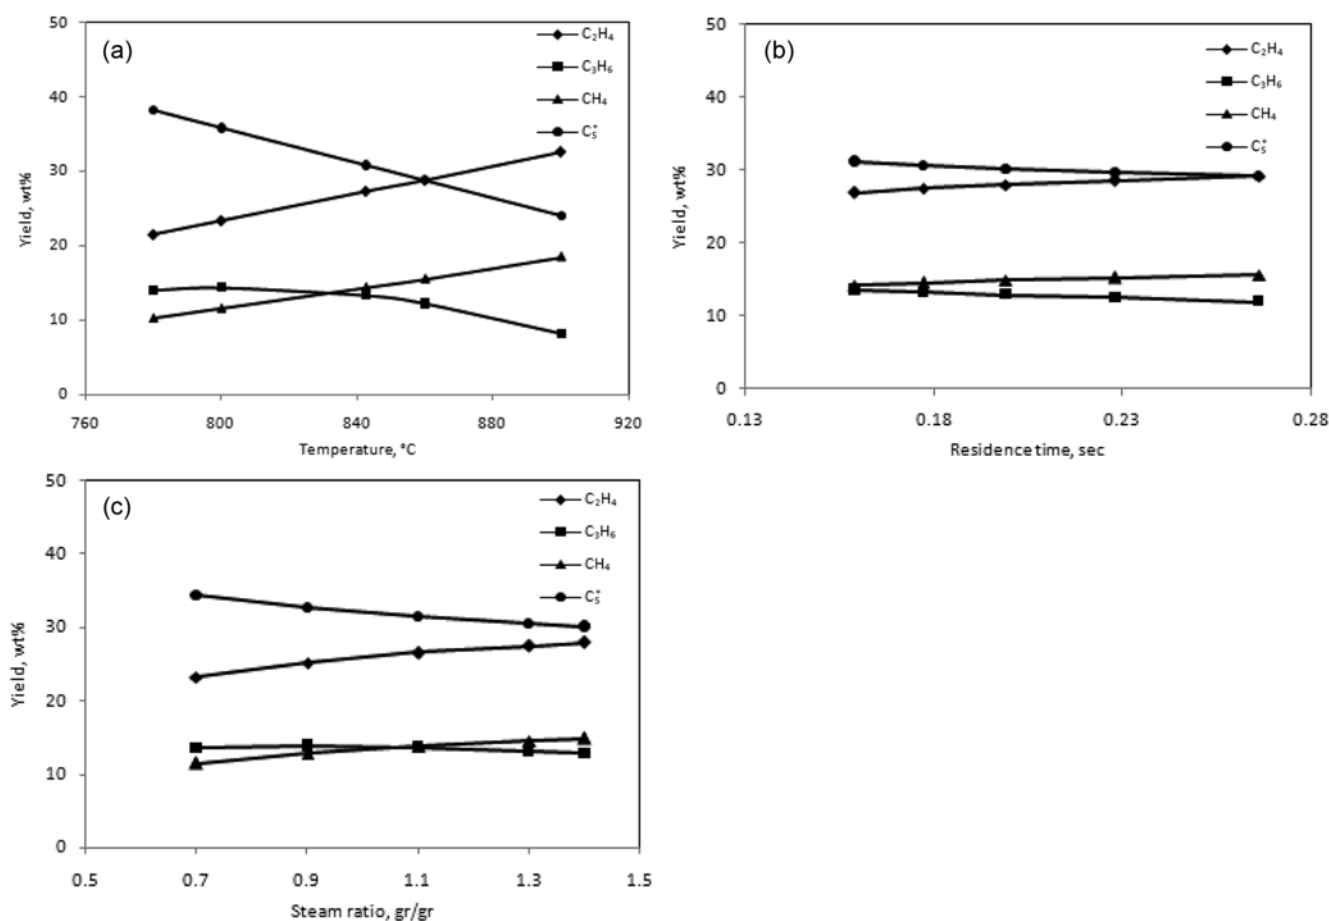 (a)
C₂H₄
C₃H₆
CH₄
C₅⁺
50
40
30
20
10
0
Yield, wt%
760 800 840 880 920
Temperature, °C
(b)
C₂H₄
C₃H₆
CH₄
C₅⁺
50
40
30
20
10
0
Yield, wt%
0.13 0.18 0.23 0.28
Residence time, sec
(c)
C₂H₄
C₃H₆
CH₄
C₅⁺
50
40
30
20
10
0
Yield, wt%
0.5 0.7 0.9 1.1 1.3 1.5
Steam ratio, gr/gr